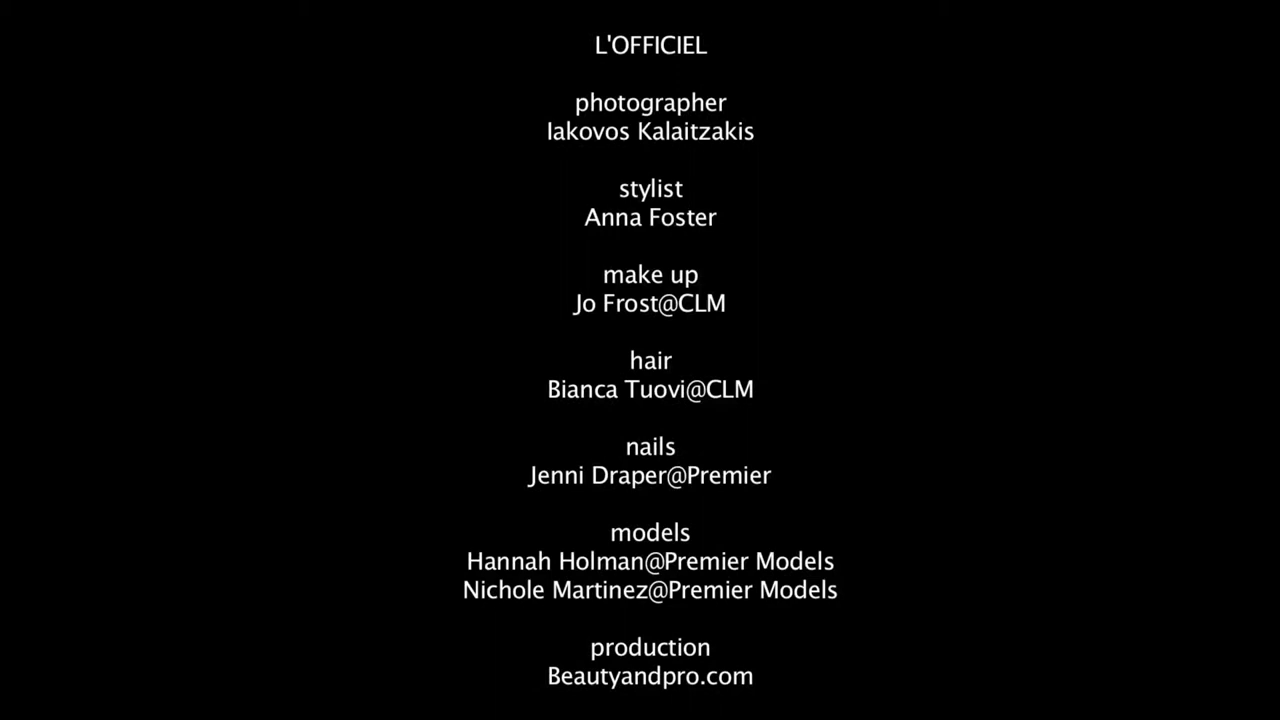 L'OFFICIEL
photographer
Iakovos Kalaitzakis
stylist
Anna Foster
make up
Jo Frost@CLM
hair
Bianca Tuovi@CLM
nails
Jenni Draper@Premier
models
Hannah Holman@Premier Models
Nichole Martinez@Premier Models
production
Beautyandpro.com